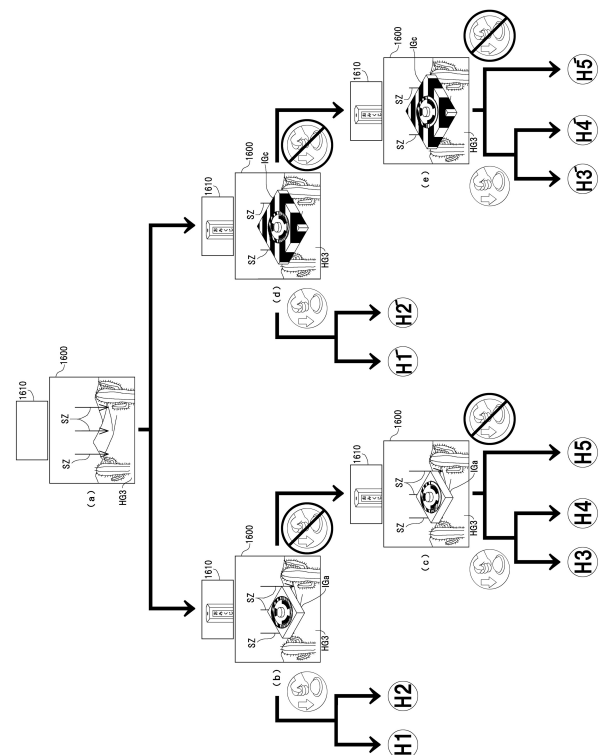 1610
1600
SZ
SZ
(a)
HG3
1610
1600
SZ
SZ
IGa
(b)
HG3
H1
H2
1610
1600
SZ
SZ
IGa
(c)
HG3
H3
H4
H5
1610
1600
SZ
SZ
IGc
(d)
HG3
H1'
H2'
1610
1600
SZ
SZ
IGc
(e)
HG3
H3'
H4'
H5'